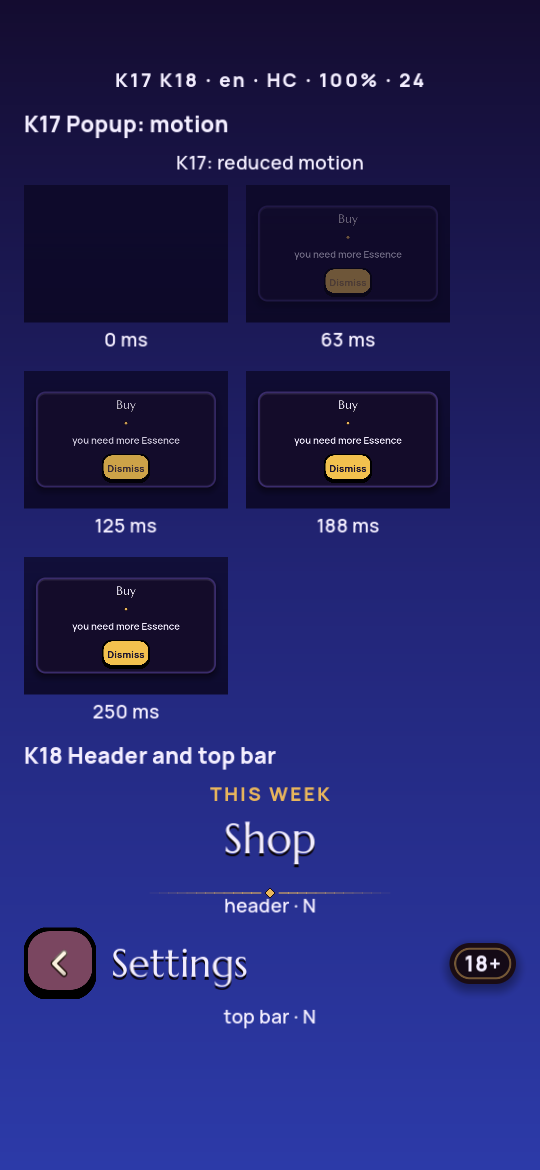 K17 K18 · en · HC · 100% · 24
K17 Popup: motion
K17: reduced motion
Buy
you need more Essence
Dismiss
0 ms
63 ms
Buy
you need more Essence
Dismiss
Buy
you need more Essence
Dismiss
125 ms
188 ms
Buy
you need more Essence
Dismiss
250 ms
K18 Header and top bar
THIS WEEK
Shop
header · N
Settings
18+
top bar · N